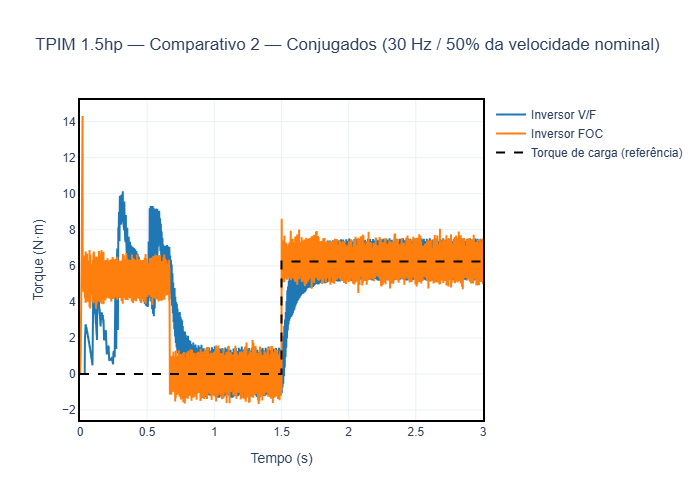 TPIM 1.5hp — Comparativo 2 — Conjugados (30 Hz / 50% da velocidade nominal)
Inversor V/F
Inversor FOC
Torque de carga (referência)
Torque (N·m)
14
12
10
8
6
4
2
0
−2
0
0.5
1
1.5
2
2.5
3
Tempo (s)